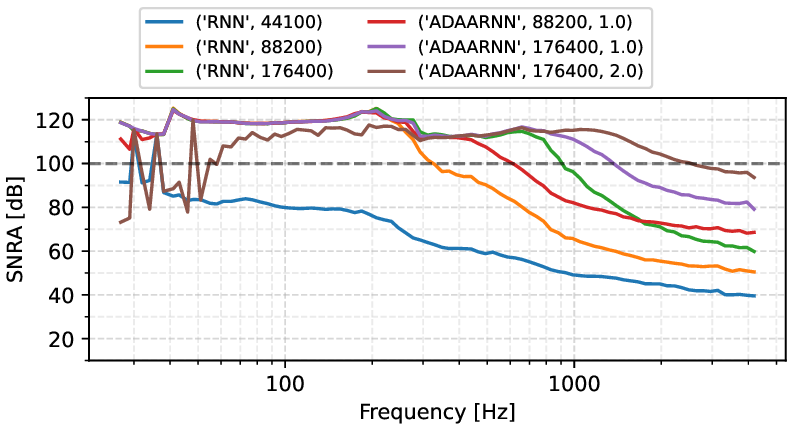 ('RNN', 44100)
('RNN', 88200)
('RNN', 176400)
('ADAARNN', 88200, 1.0)
('ADAARNN', 176400, 1.0)
('ADAARNN', 176400, 2.0)
SNRA [dB]
120
100
80
60
40
20
100
1000
Frequency [Hz]